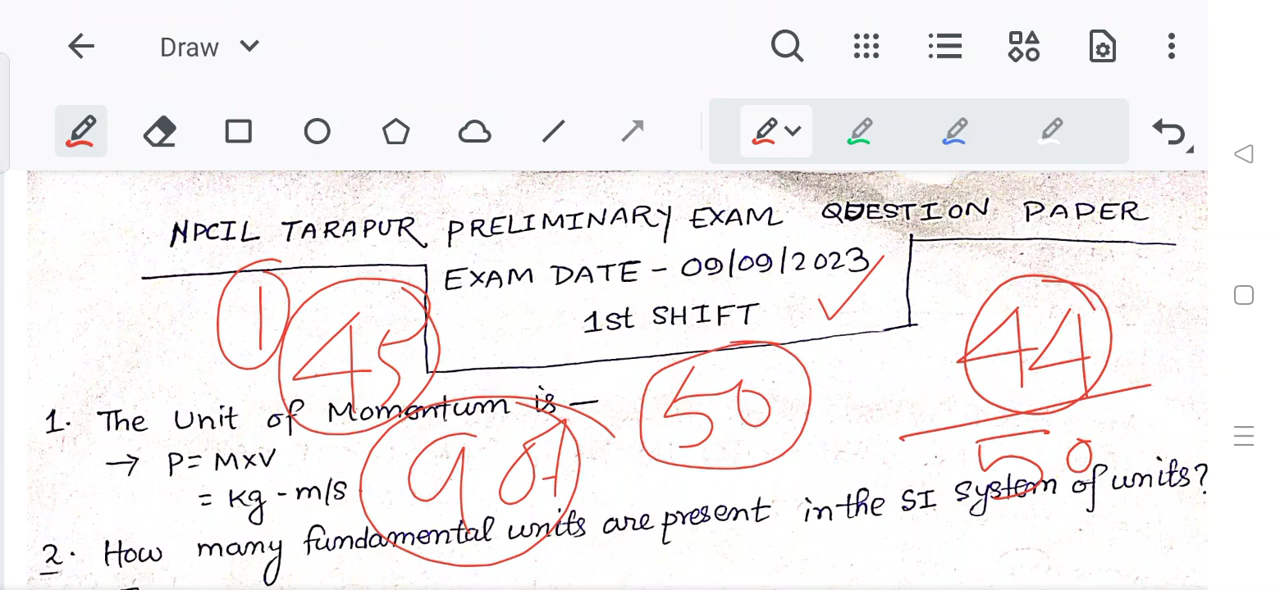 Draw
NPCIL TARAPUR PRELIMINARY EXAM QUESTION PAPER
EXAM DATE - 09/09/2023
1st SHIFT
1
45
50
44
50
1. The Unit of Momentum is -
→ P = M×V
= kg - m/s
2. How many fundamental units are present in the SI system of units?